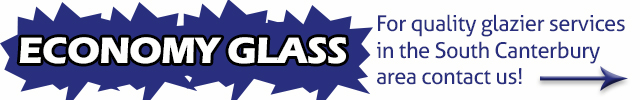 ECONOMY GLASS
For quality glazier services
in the South Canterbury
area contact us!